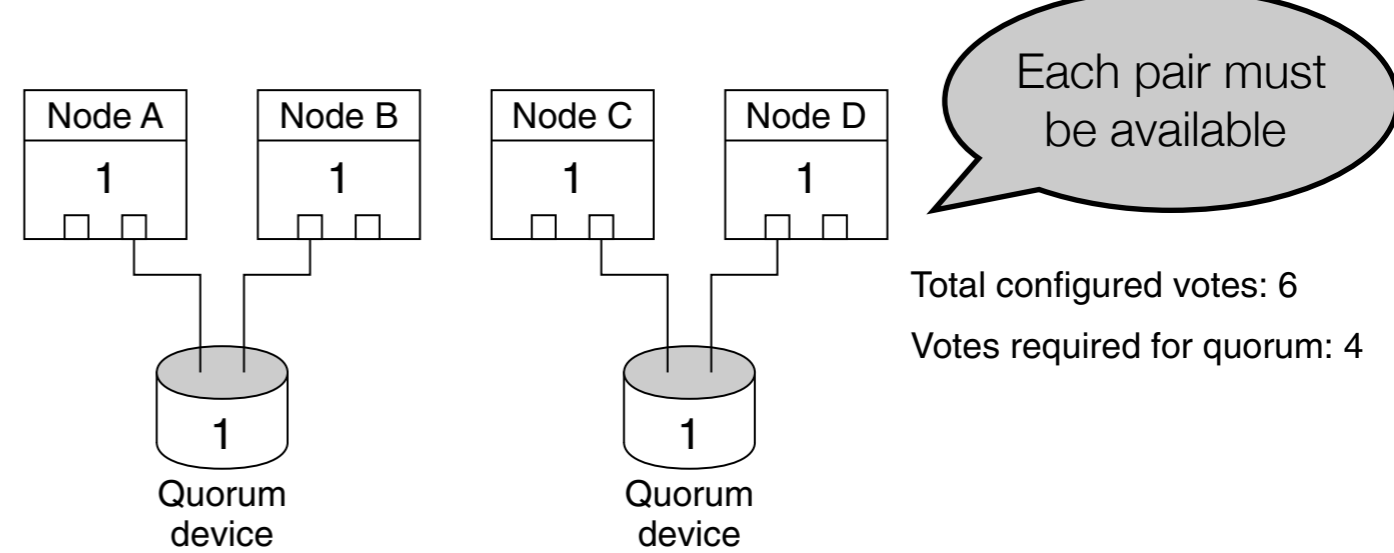 Each pair must
be available
Node A
1
Node B
1
Node C
1
Node D
1
Total configured votes: 6
Votes required for quorum: 4
1
Quorum
device
1
Quorum
device